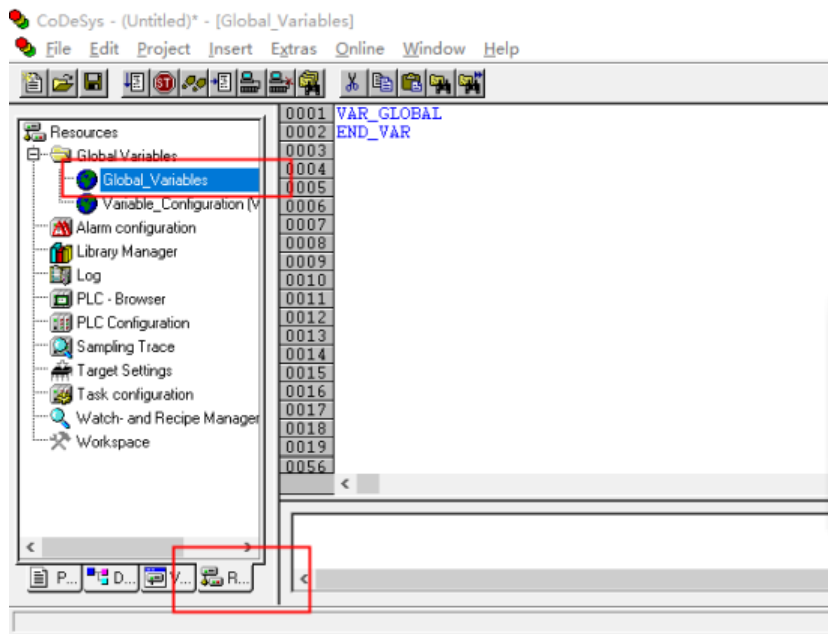 CoDeSys - (Untitled)* - [Global_Variables]
File Edit Project Insert Extras Online Window Help
Resources
Global Variables
Global_Variables
Variable_Configuration (V
Alarm configuration
Library Manager
Log
PLC - Browser
PLC Configuration
Sampling Trace
Target Settings
Task configuration
Watch- and Recipe Manager
Workspace
P... D... V... R...
0001 VAR_GLOBAL
0002 END_VAR
0003
0004
0005
0006
0007
0008
0009
0010
0011
0012
0013
0014
0015
0016
0017
0018
0019
0056